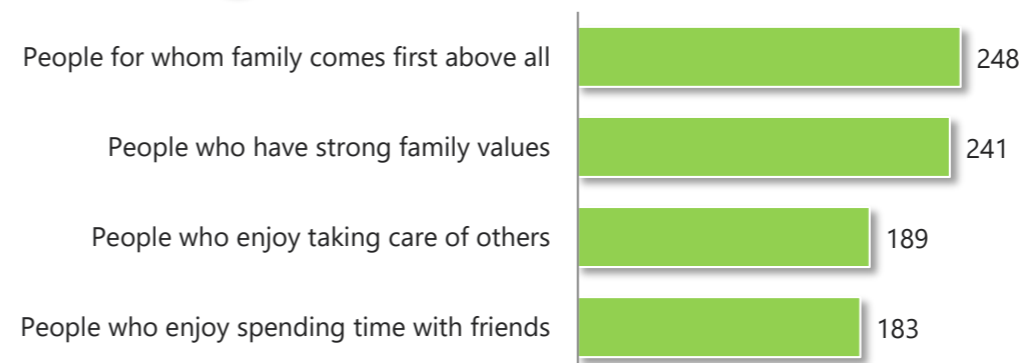 People for whom family comes first above all 248
People who have strong family values 241
People who enjoy taking care of others 189
People who enjoy spending time with friends 183